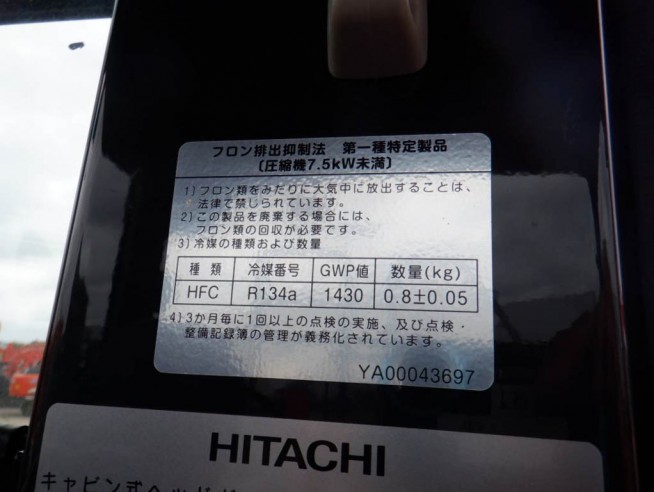 フロン排出抑制法 第一種特定製品
(圧縮機7.5kW未満)
1)フロン類をみだりに大気中に放出することは、
法律で禁じられています。
2)この製品を廃棄する場合には、
フロン類の回収が必要です。
3)冷媒の種類および数量
種類 冷媒番号 GWP値 数量(kg)
HFC R134a 1430 0.8±0.05
4)3か月毎に1回以上の点検の実施、及び点検・
整備記録簿の管理が義務化されています。
YA00043697
HITACHI
キャビン式ヘッド